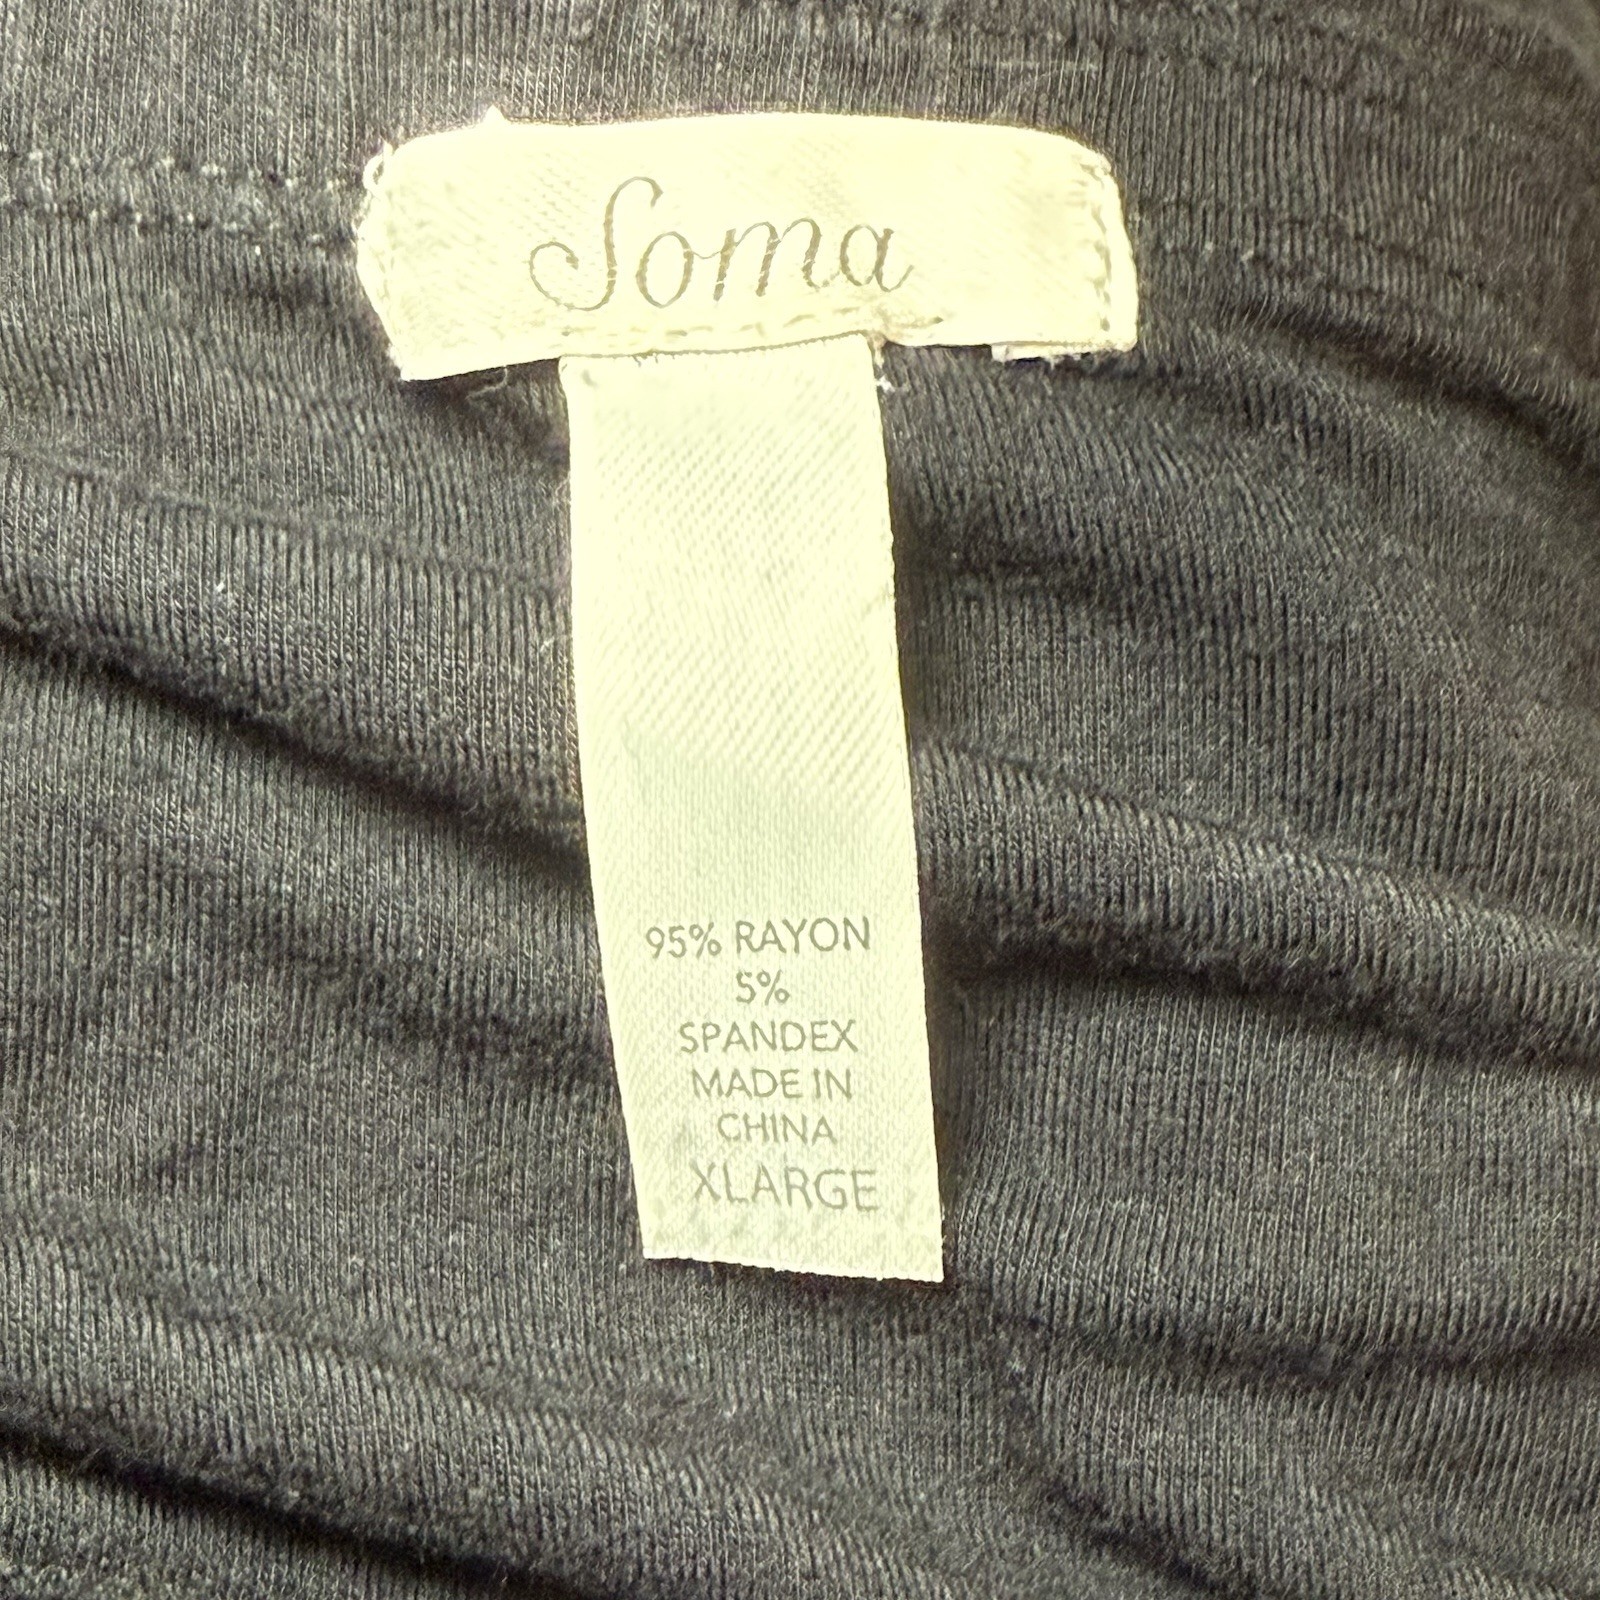 Soma
95% RAYON
5%
SPANDEX
MADE IN
CHINA
XLARGE